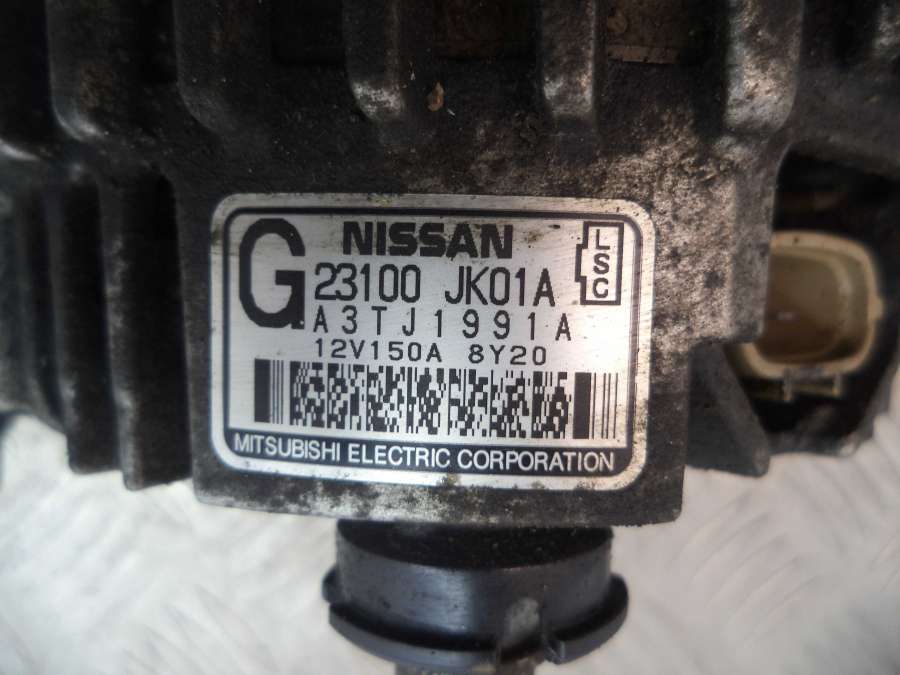 NISSAN
G
23100 JK01A
LSC
A3TJ1991A
12V150A 8Y20
MITSUBISHI ELECTRIC CORPORATION